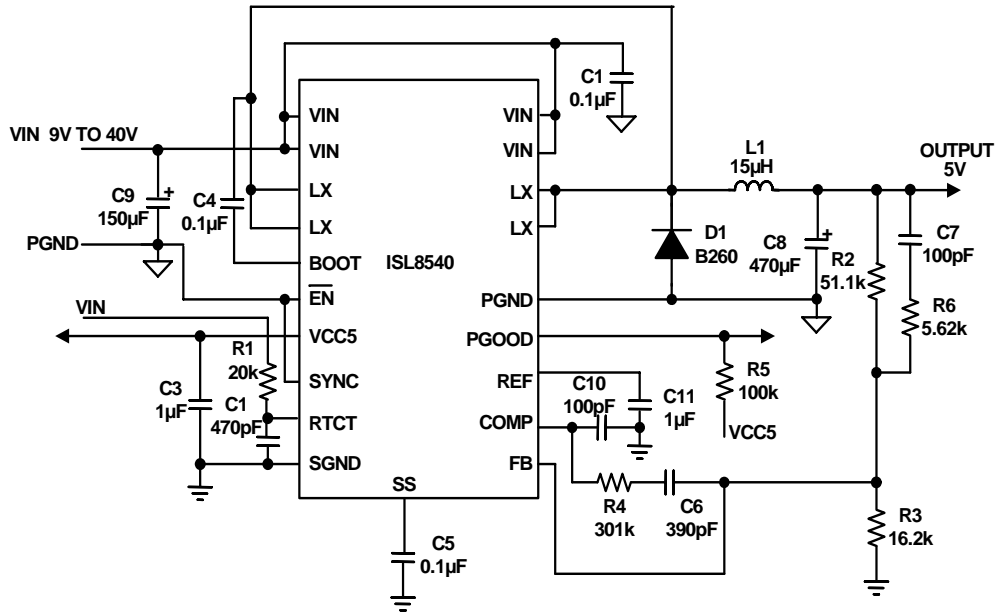 C1
0.1µF
VIN
VIN
VIN 9V TO 40V
VIN
VIN
L1
15µH
OUTPUT
5V
C9
150µF
+
C4
0.1µF
LX
LX
LX
LX
D1
B260
C8
470µF
+
R2
51.1k
C7
100pF
PGND
BOOT
ISL8540
EN
PGND
R6
5.62k
VIN
VCC5
PGOOD
R1
20k
SYNC
REF
C10
100pF
C11
1µF
R5
100k
C3
1µF
C1
470pF
RTCT
COMP
VCC5
SGND
FB
SS
R4
301k
C6
390pF
R3
16.2k
C5
0.1µF